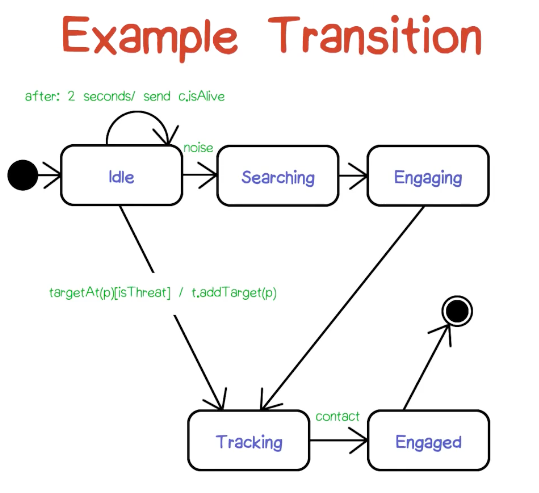 Example Transition
after: 2 seconds/ send c.isAlive
noise
Idle
Searching
Engaging
targetAt(p)[isThreat] / t.addTarget(p)
contact
Tracking
Engaged